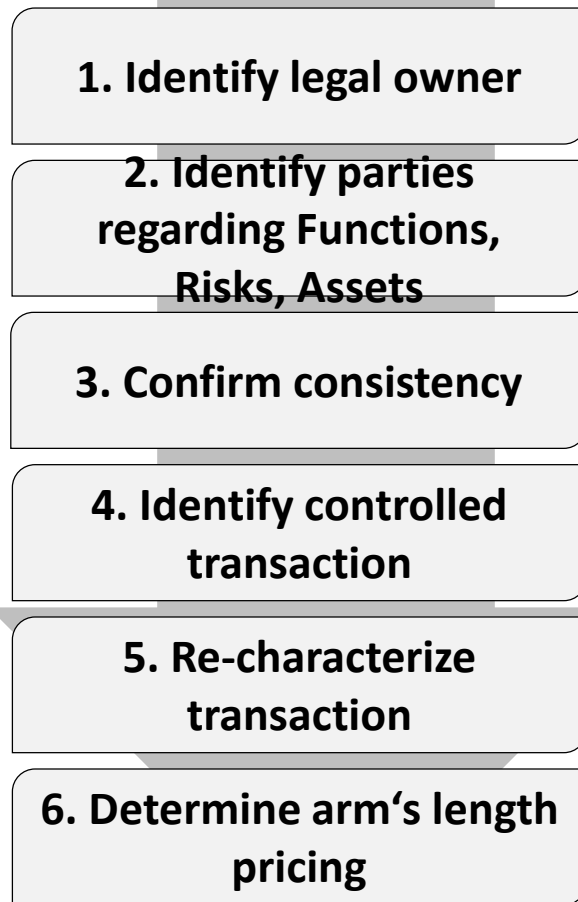 1. Identify legal owner
2. Identify parties
regarding Functions,
Risks, Assets
3. Confirm consistency
4. Identify controlled
transaction
5. Re-characterize
transaction
6. Determine arm‘s length
pricing